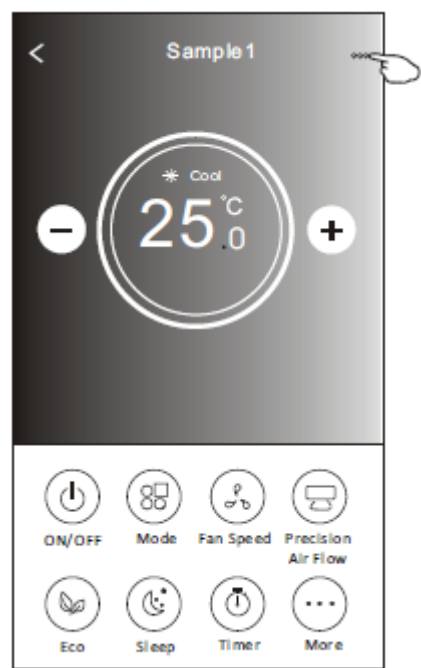 Sample1
Cool
25.0°C
ON/OFF
Mode
Fan Speed
Precision
Air Flow
Eco
Sleep
Timer
More